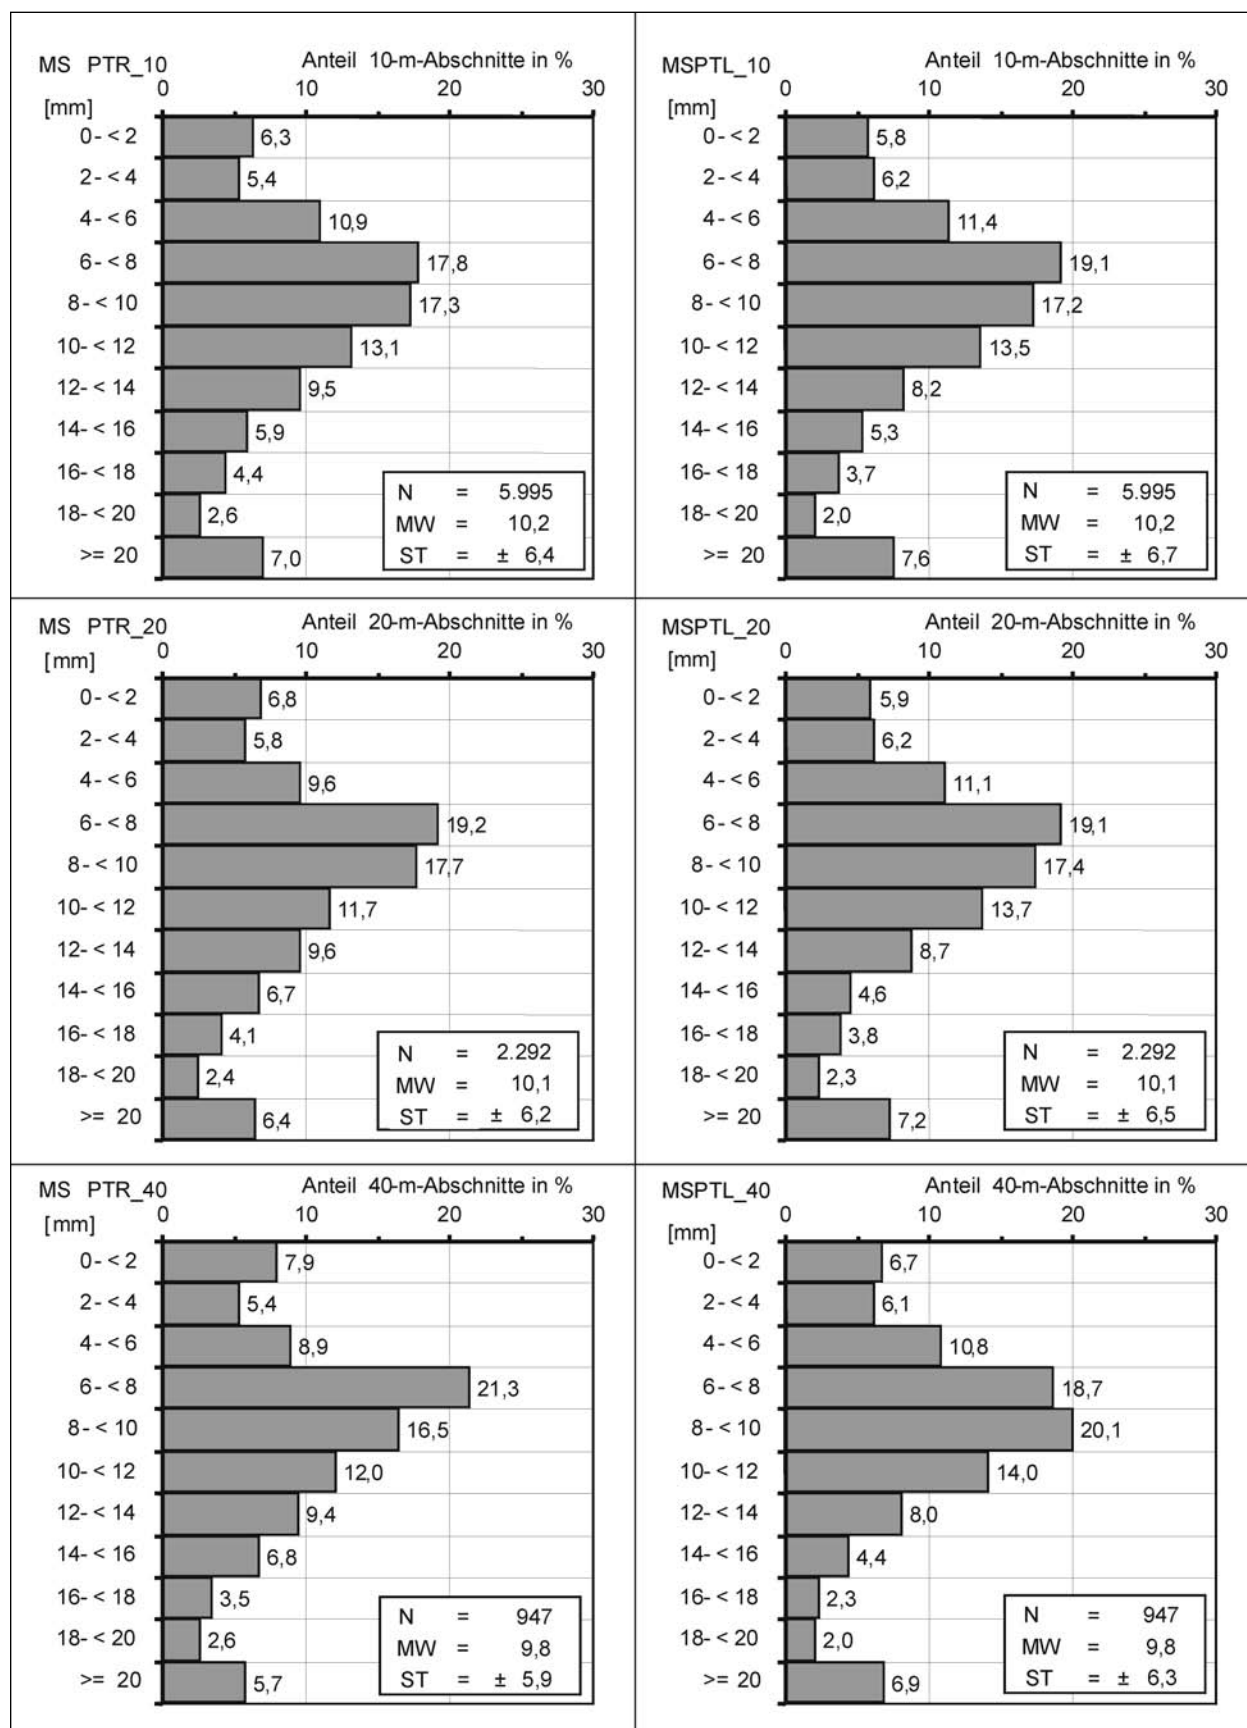 MS PTR_10 Anteil 10-m-Abschnitte in %
[mm] 0 10 20 30
0- < 2 6,3
2- < 4 5,4
4- < 6 10,9
6- < 8 17,8
8- < 10 17,3
10- < 12 13,1
12- < 14 9,5
14- < 16 5,9
16- < 18 4,4
18- < 20 2,6
>= 20 7,0
N = 5.995
MW = 10,2
ST = ± 6,4
MSPTL_10 Anteil 10-m-Abschnitte in %
[mm] 0 10 20 30
0- < 2 5,8
2- < 4 6,2
4- < 6 11,4
6- < 8 19,1
8- < 10 17,2
10- < 12 13,5
12- < 14 8,2
14- < 16 5,3
16- < 18 3,7
18- < 20 2,0
>= 20 7,6
N = 5.995
MW = 10,2
ST = ± 6,7
MS PTR_20 Anteil 20-m-Abschnitte in %
[mm] 0 10 20 30
0- < 2 6,8
2- < 4 5,8
4- < 6 9,6
6- < 8 19,2
8- < 10 17,7
10- < 12 11,7
12- < 14 9,6
14- < 16 6,7
16- < 18 4,1
18- < 20 2,4
>= 20 6,4
N = 2.292
MW = 10,1
ST = ± 6,2
MSPTL_20 Anteil 20-m-Abschnitte in %
[mm] 0 10 20 30
0- < 2 5,9
2- < 4 6,2
4- < 6 11,1
6- < 8 19,1
8- < 10 17,4
10- < 12 13,7
12- < 14 8,7
14- < 16 4,6
16- < 18 3,8
18- < 20 2,3
>= 20 7,2
N = 2.292
MW = 10,1
ST = ± 6,5
MS PTR_40 Anteil 40-m-Abschnitte in %
[mm] 0 10 20 30
0- < 2 7,9
2- < 4 5,4
4- < 6 8,9
6- < 8 21,3
8- < 10 16,5
10- < 12 12,0
12- < 14 9,4
14- < 16 6,8
16- < 18 3,5
18- < 20 2,6
>= 20 5,7
N = 947
MW = 9,8
ST = ± 5,9
MSPTL_40 Anteil 40-m-Abschnitte in %
[mm] 0 10 20 30
0- < 2 6,7
2- < 4 6,1
4- < 6 10,8
6- < 8 18,7
8- < 10 20,1
10- < 12 14,0
12- < 14 8,0
14- < 16 4,4
16- < 18 2,3
18- < 20 2,0
>= 20 6,9
N = 947
MW = 9,8
ST = ± 6,3